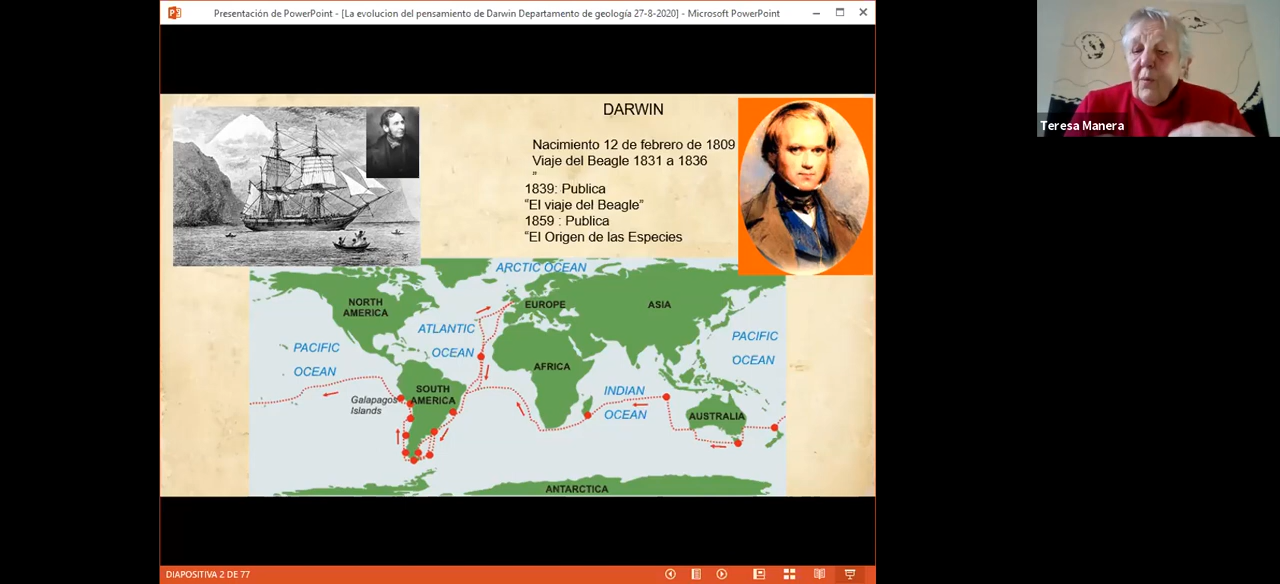 Presentación de PowerPoint - [La evolucion del pensamiento de Darwin Departamento de geología 27-8-2020] - Microsoft PowerPoint
Teresa Manera
DARWIN
Nacimiento 12 de febrero de 1809
Viaje del Beagle 1831 a 1836
”
1839: Publica
“El viaje del Beagle”
1859 : Publica
“El Origen de las Especies
ARCTIC OCEAN
NORTH
AMERICA
EUROPE
ASIA
ATLANTIC
OCEAN
PACIFIC
OCEAN
PACIFIC
OCEAN
AFRICA
SOUTH
AMERICA
Galapagos
Islands
INDIAN
OCEAN
AUSTRALIA
ANTARCTICA
DIAPOSITIVA 2 DE 77